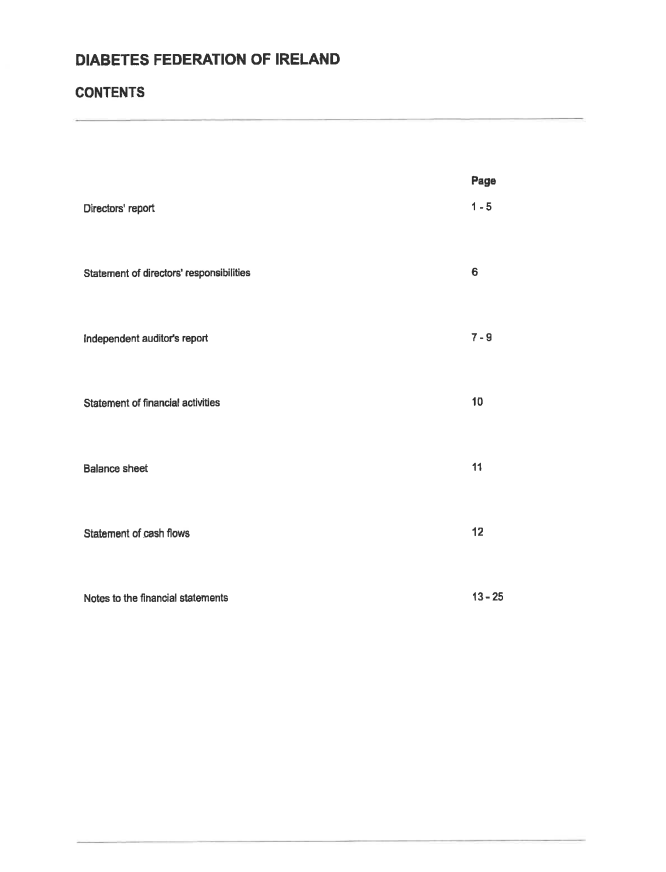 DIABETES FEDERATION OF IRELAND
CONTENTS
Page
Directors' report 1 - 5
Statement of directors' responsibilities 6
Independent auditor's report 7 - 9
Statement of financial activities 10
Balance sheet 11
Statement of cash flows 12
Notes to the financial statements 13 - 25